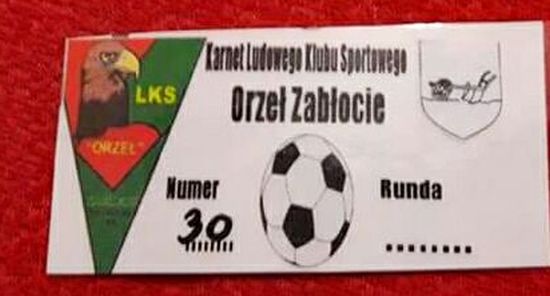 Karnet Ludowego Klubu Sportowego
Orzeł Zabłocie
LKS
"ORZEŁ"
Numer
30
Runda